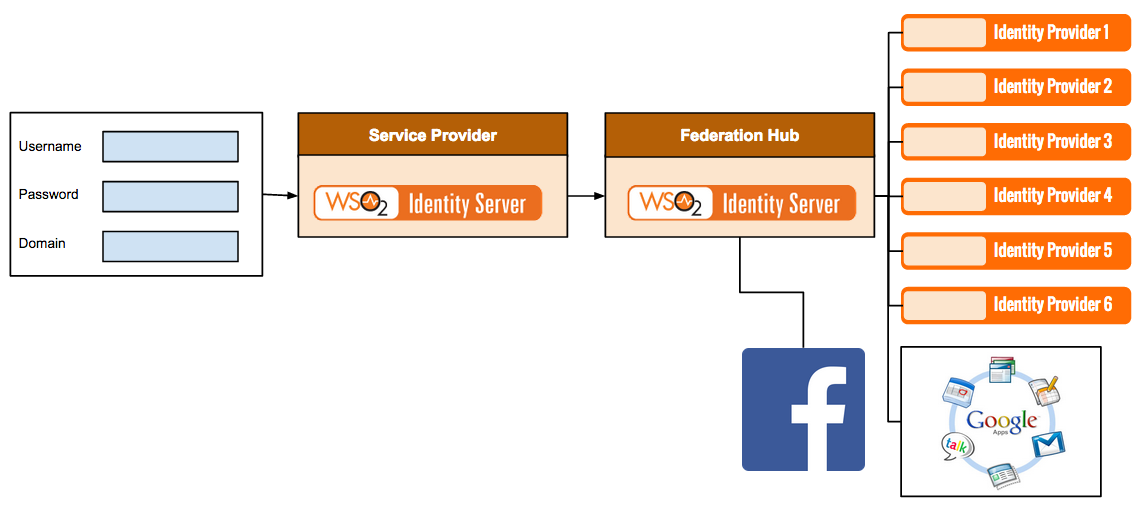 Username
Password
Domain
Service Provider
WSO2 Identity Server
Federation Hub
WSO2 Identity Server
Identity Provider 1
Identity Provider 2
Identity Provider 3
Identity Provider 4
Identity Provider 5
Identity Provider 6
f
Google
Apps
talk